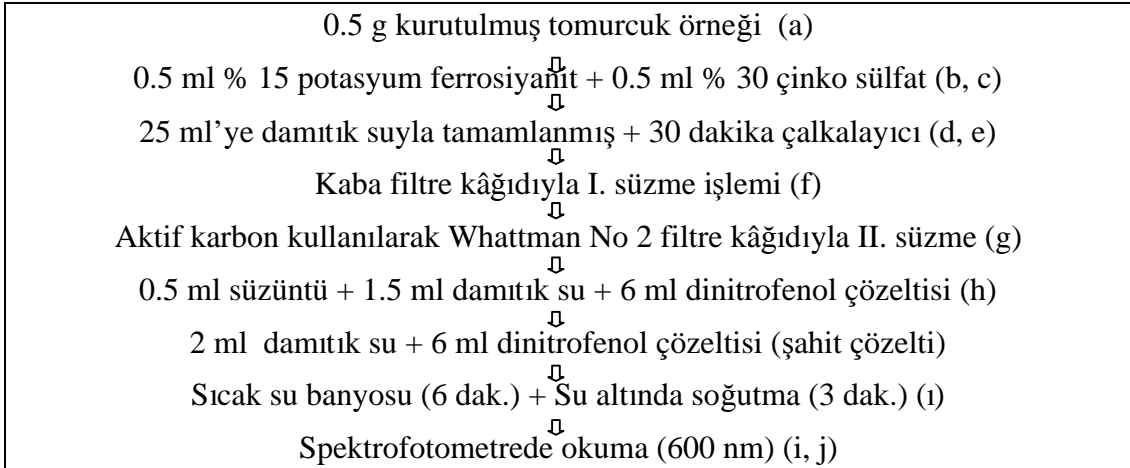 0.5 g kurutulmuş tomurcuk örneği (a)
⇩
0.5 ml % 15 potasyum ferrosiyanit + 0.5 ml % 30 çinko sülfat (b, c)
⇩
25 ml’ye damıtık suyla tamamlanmış + 30 dakika çalkalayıcı (d, e)
⇩
Kaba filtre kâğıdıyla I. süzme işlemi (f)
⇩
Aktif karbon kullanılarak Whattman No 2 filtre kâğıdıyla II. süzme (g)
⇩
0.5 ml süzüntü + 1.5 ml damıtık su + 6 ml dinitrofenol çözeltisi (h)
⇩
2 ml damıtık su + 6 ml dinitrofenol çözeltisi (şahit çözelti)
⇩
Sıcak su banyosu (6 dak.) + Su altında soğutma (3 dak.) (ı)
⇩
Spektrofotometrede okuma (600 nm) (i, j)